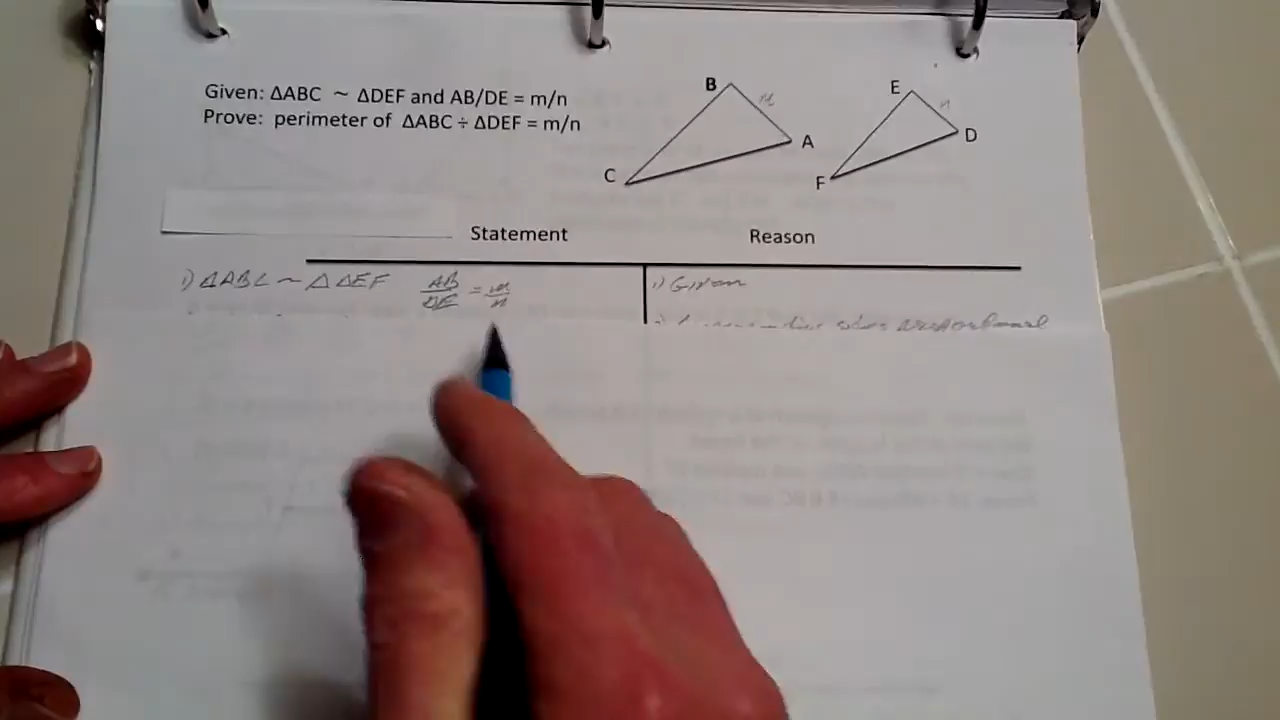 Given: ΔABC ~ ΔDEF and AB/DE = m/n
Prove: perimeter of ΔABC ÷ ΔDEF = m/n
B
m
A
C
E
n
D
F
Statement
Reason
1) ΔABC ~ ΔDEF AB/DE = m/n
1) Given